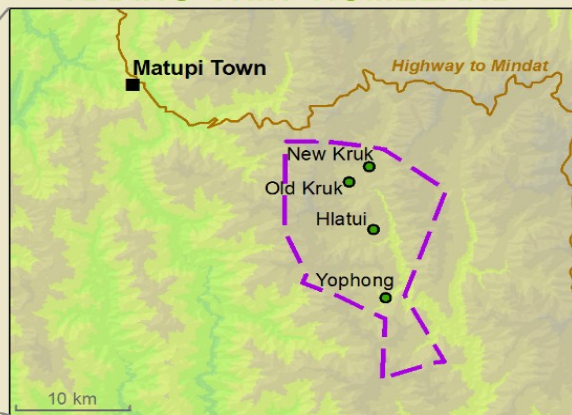 Matupi Town
Highway to Mindat
New Kruk
Old Kruk
Hlatui
Yophong
10 km